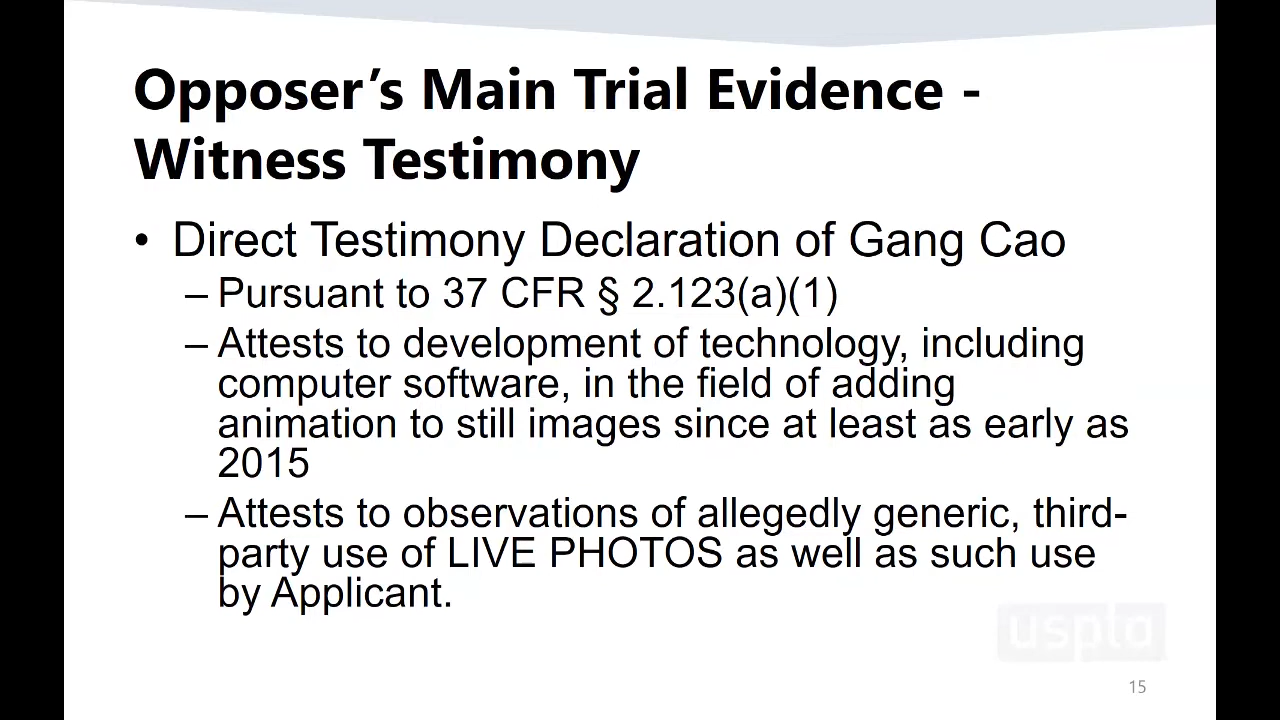 Opposer’s Main Trial Evidence -
Witness Testimony
• Direct Testimony Declaration of Gang Cao
– Pursuant to 37 CFR § 2.123(a)(1)
– Attests to development of technology, including
computer software, in the field of adding
animation to still images since at least as early as
2015
– Attests to observations of allegedly generic, third-
party use of LIVE PHOTOS as well as such use
by Applicant.
uspto
15